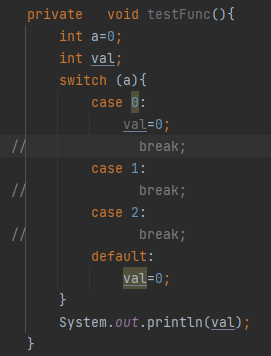 private   void testFunc(){
    int a=0;
    int val;
    switch (a){
        case 0:
            val=0;
//              break;
        case 1:
//              break;
        case 2:
//              break;
        default:
            val=0;
    }
    System.out.println(val);
}